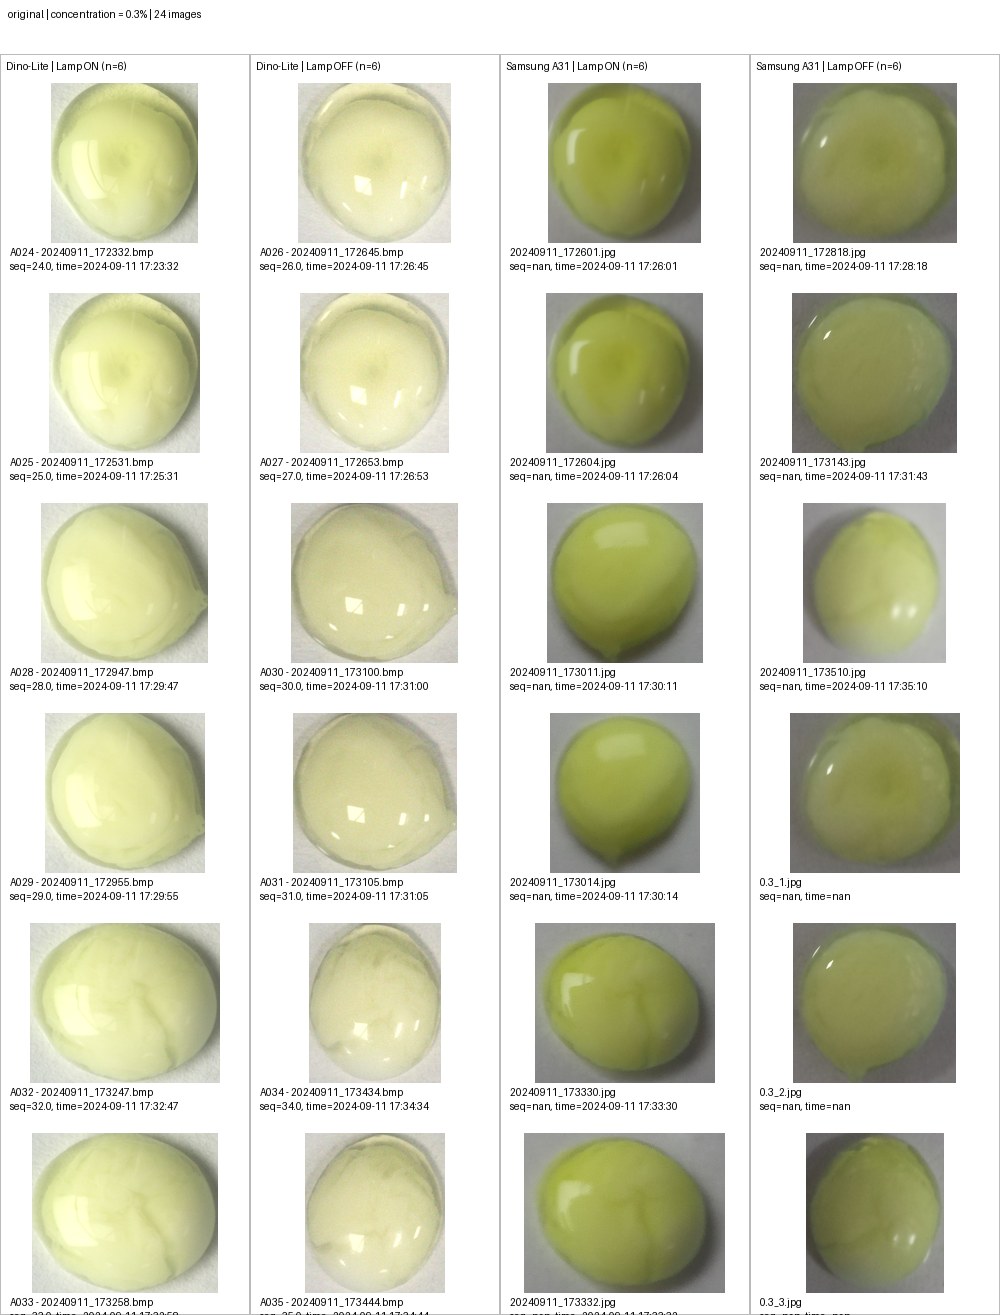 original | concentration = 0.3% | 24 images
Dino-Lite | Lamp ON (n=6)
Dino-Lite | Lamp OFF (n=6)
Samsung A31 | Lamp ON (n=6)
Samsung A31 | Lamp OFF (n=6)
A024 - 20240911_172332.bmp
seq=24.0, time=2024-09-11 17:23:32
A026 - 20240911_172645.bmp
seq=26.0, time=2024-09-11 17:26:45
20240911_172601.jpg
seq=nan, time=2024-09-11 17:26:01
20240911_172818.jpg
seq=nan, time=2024-09-11 17:28:18
A025 - 20240911_172531.bmp
seq=25.0, time=2024-09-11 17:25:31
A027 - 20240911_172653.bmp
seq=27.0, time=2024-09-11 17:26:53
20240911_172604.jpg
seq=nan, time=2024-09-11 17:26:04
20240911_173143.jpg
seq=nan, time=2024-09-11 17:31:43
A028 - 20240911_172947.bmp
seq=28.0, time=2024-09-11 17:29:47
A030 - 20240911_173100.bmp
seq=30.0, time=2024-09-11 17:31:00
20240911_173011.jpg
seq=nan, time=2024-09-11 17:30:11
20240911_173510.jpg
seq=nan, time=2024-09-11 17:35:10
A029 - 20240911_172955.bmp
seq=29.0, time=2024-09-11 17:29:55
A031 - 20240911_173105.bmp
seq=31.0, time=2024-09-11 17:31:05
20240911_173014.jpg
seq=nan, time=2024-09-11 17:30:14
0.3_1.jpg
seq=nan, time=nan
A032 - 20240911_173247.bmp
seq=32.0, time=2024-09-11 17:32:47
A034 - 20240911_173434.bmp
seq=34.0, time=2024-09-11 17:34:34
20240911_173330.jpg
seq=nan, time=2024-09-11 17:33:30
0.3_2.jpg
seq=nan, time=nan
A033 - 20240911_173258.bmp
A035 - 20240911_173444.bmp
20240911_173332.jpg
0.3_3.jpg